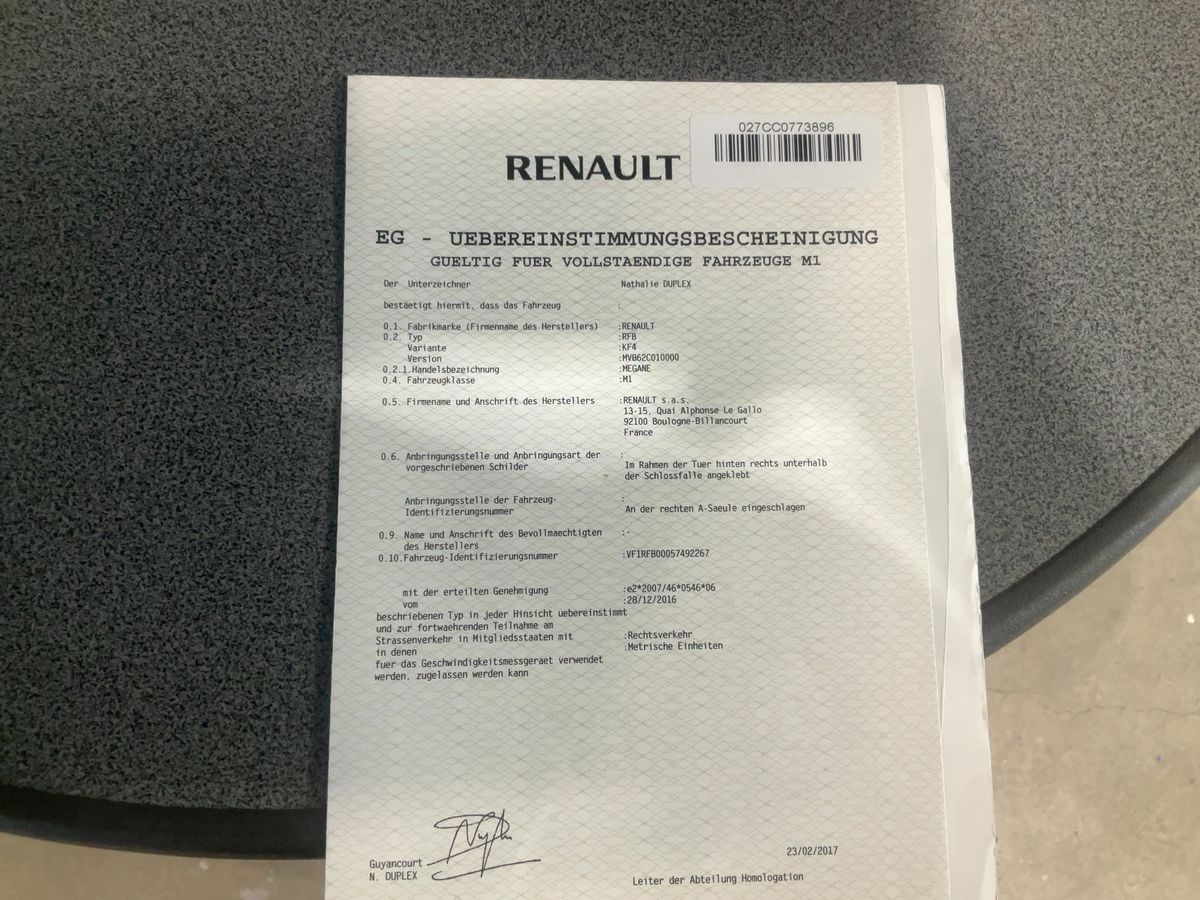 027CC0773896
RENAULT
EG - UEBEREINSTIMMUNGSBESCHEINIGUNG
GUELTIG FUER VOLLSTAENDIGE FAHRZEUGE M1
Der Unterzeichner Nathalie DUPLEX
bestaetigt hiermit, dass das Fahrzeug :
0.1. Fabrikmarke (Firmenname des Herstellers) :RENAULT
0.2. Typ :RFB
Variante :KF4
Version :MVB62C010000
0.2.1.Handelsbezeichnung :MEGANE
0.4. Fahrzeugklasse :M1
0.5. Firmename und Anschrift des Herstellers :RENAULT s.a.s.
13-15, Quai Alphonse Le Gallo
92100 Boulogne-Billancourt
France
0.6. Anbringungsstelle und Anbringungsart der :
vorgeschriebenen Schilder Im Rahmen der Tuer hinten rechts unterhalb
der Schlossfalle angeklebt
Anbringungsstelle der Fahrzeug- :
Identifizierungsnummer An der rechten A-Saeule eingeschlagen
0.9. Name und Anschrift des Bevollmaechtigten :-
des Herstellers
0.10.Fahrzeug-Identifizierungsnummer :VF1RFB00057492267
mit der erteilten Genehmigung :e2*2007/46*0546*06
vom :28/12/2016
beschriebenen Typ in jeder Hinsicht uebereinstimmt
und zur fortwaehrenden Teilnahme am
Strassenverkehr in Mitgliedsstaaten mit :Rechtsverkehr
in denen :Metrische Einheiten
fuer das Geschwindigkeitsmessgeraet verwendet
werden, zugelassen werden kann
Guyancourt 23/02/2017
N. DUPLEX Leiter der Abteilung Homologation